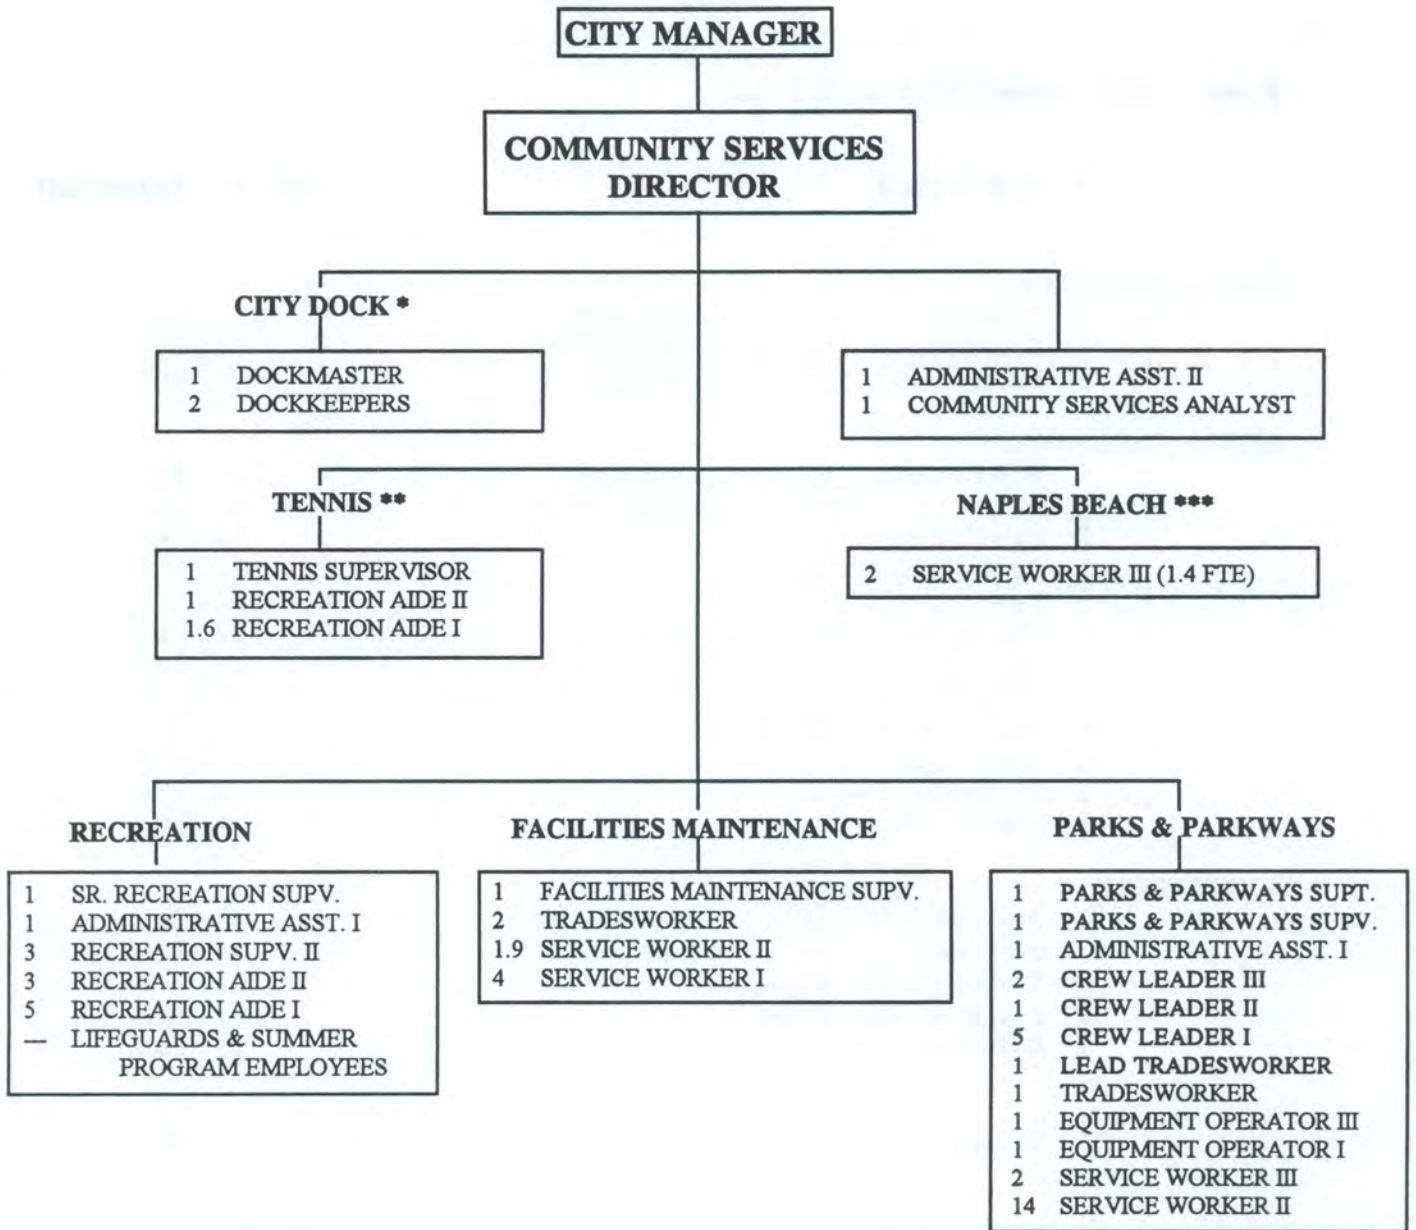 CITY MANAGER
COMMUNITY SERVICES
DIRECTOR
CITY DOCK *
1 DOCKMASTER
2 DOCKKEEPERS
1 ADMINISTRATIVE ASST. II
1 COMMUNITY SERVICES ANALYST
TENNIS **
1 TENNIS SUPERVISOR
1 RECREATION AIDE II
1.6 RECREATION AIDE I
NAPLES BEACH ***
2 SERVICE WORKER III (1.4 FTE)
RECREATION
1 SR. RECREATION SUPV.
1 ADMINISTRATIVE ASST. I
3 RECREATION SUPV. II
3 RECREATION AIDE II
5 RECREATION AIDE I
--- LIFEGUARDS & SUMMER
PROGRAM EMPLOYEES
FACILITIES MAINTENANCE
1 FACILITIES MAINTENANCE SUPV.
2 TRADESWORKER
1.9 SERVICE WORKER II
4 SERVICE WORKER I
PARKS & PARKWAYS
1 PARKS & PARKWAYS SUPT.
1 PARKS & PARKWAYS SUPV.
1 ADMINISTRATIVE ASST. I
2 CREW LEADER III
1 CREW LEADER II
5 CREW LEADER I
1 LEAD TRADESWORKER
1 TRADESWORKER
1 EQUIPMENT OPERATOR III
1 EQUIPMENT OPERATOR I
2 SERVICE WORKER III
14 SERVICE WORKER II